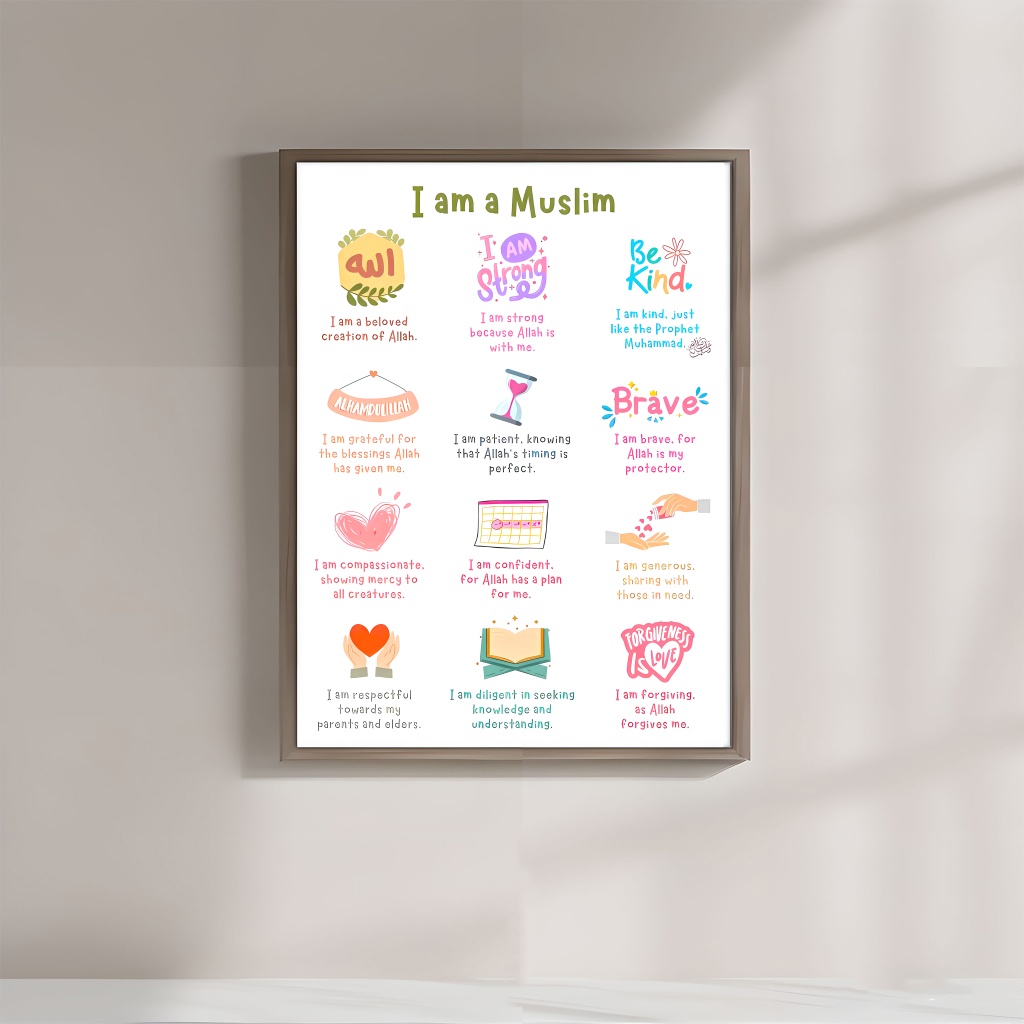 I am a Muslim
الله
I am a beloved
creation of Allah.
I AM
Strong
I am strong
because Allah is
with me.
Be
Kind.
I am kind, just
like the Prophet
Muhammad.
ALHAMDULILLAH
I am grateful for
the blessings Allah
has given me.
I am patient, knowing
that Allah's timing is
perfect.
Brave
I am brave, for
Allah is my
protector.
I am compassionate,
showing mercy to
all creatures.
I am confident,
for Allah has a plan
for me.
I am generous,
sharing with
those in need.
I am respectful
towards my
parents and elders.
I am diligent in seeking
knowledge and
understanding.
FORGIVENESS
IS LOVE
I am forgiving,
as Allah
forgives me.